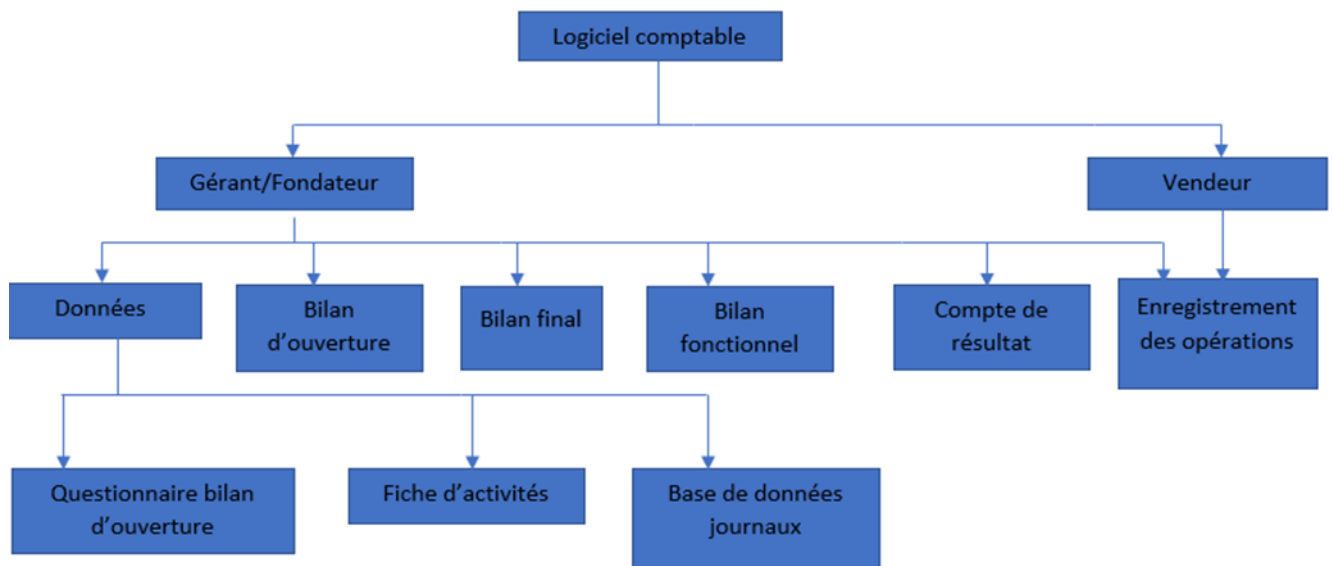 Logiciel comptable
Gérant/Fondateur
Vendeur
Données
Bilan
d’ouverture
Bilan final
Bilan
fonctionnel
Compte de
résultat
Enregistrement
des opérations
Questionnaire bilan
d’ouverture
Fiche d’activités
Base de données
journaux